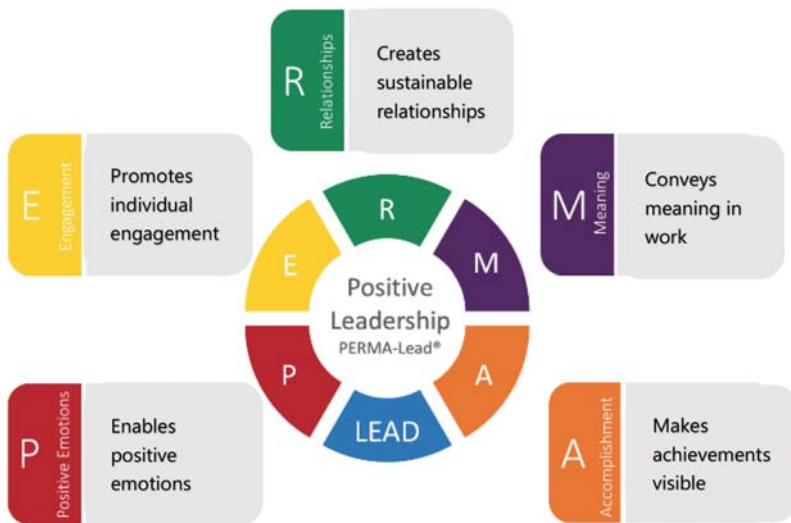 R
Relationships
Creates
sustainable
relationships
E
Engagement
Promotes
individual
engagement
M
Meaning
Conveys
meaning in
work
R
E
M
Positive
Leadership
PERMA-Lead®
P
A
LEAD
P
Positive Emotions
Enables
positive
emotions
A
Accomplishment
Makes
achievements
visible